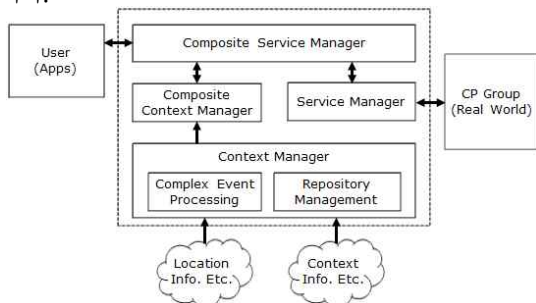 Composite Service Manager
User
(Apps)
Composite
Context Manager
Service Manager
CP Group
(Real World)
Context Manager
Complex Event
Processing
Repository
Management
Location
Info. Etc.
Context
Info. Etc.